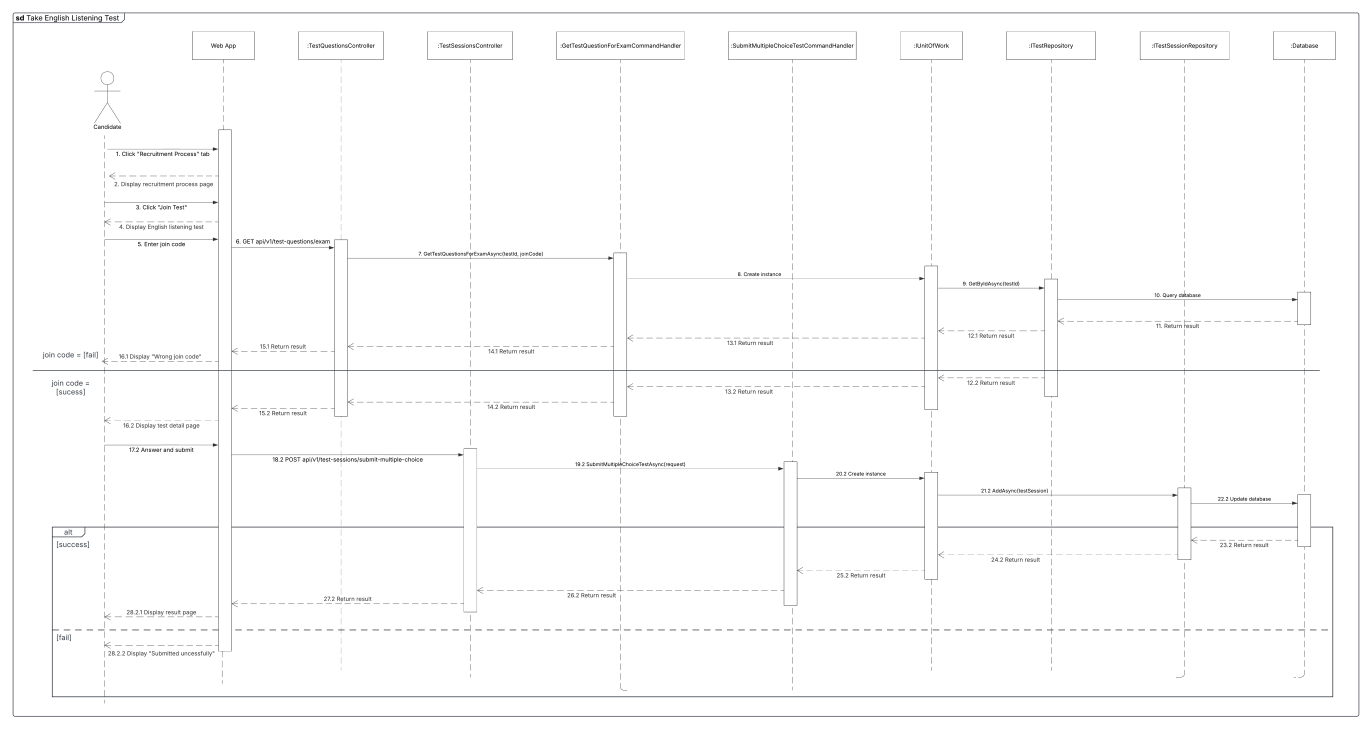 sd Take English Listening Test
Web App
:TestQuestionsController
:TestSessionsController
:GetTestQuestionForExamCommandHandler
:SubmitMultipleChoiceTestCommandHandler
:IUnitOfWork
:ITestRepository
:ITestSessionRepository
:Database
Candidate
1. Click "Recruitment Process" tab
2. Display recruitment process page
3. Click "Join Test"
4. Display English listening test
5. Enter join code
6. GET api/v1/test-questions/exam
7. GetTestQuestionsForExamAsync(testId, joinCode)
8. Create instance
9. GetByIdAsync(testId)
10. Query database
11. Return result
12.1 Return result
13.1 Return result
14.1 Return result
15.1 Return result
join code = [fail]
16.1 Display "Wrong join code"
join code =
[sucess]
12.2 Return result
13.2 Return result
14.2 Return result
15.2 Return result
16.2 Display test detail page
17.2 Answer and submit
18.2 POST api/v1/test-sessions/submit-multiple-choice
19.2 SubmitMultipleChoiceTestAsync(request)
20.2 Create instance
21.2 AddAsync(testSession)
22.2 Update database
alt
[success]
23.2 Return result
24.2 Return result
25.2 Return result
26.2 Return result
27.2 Return result
28.2.1 Display result page
[fail]
28.2.2 Display "Submitted uncessfully"